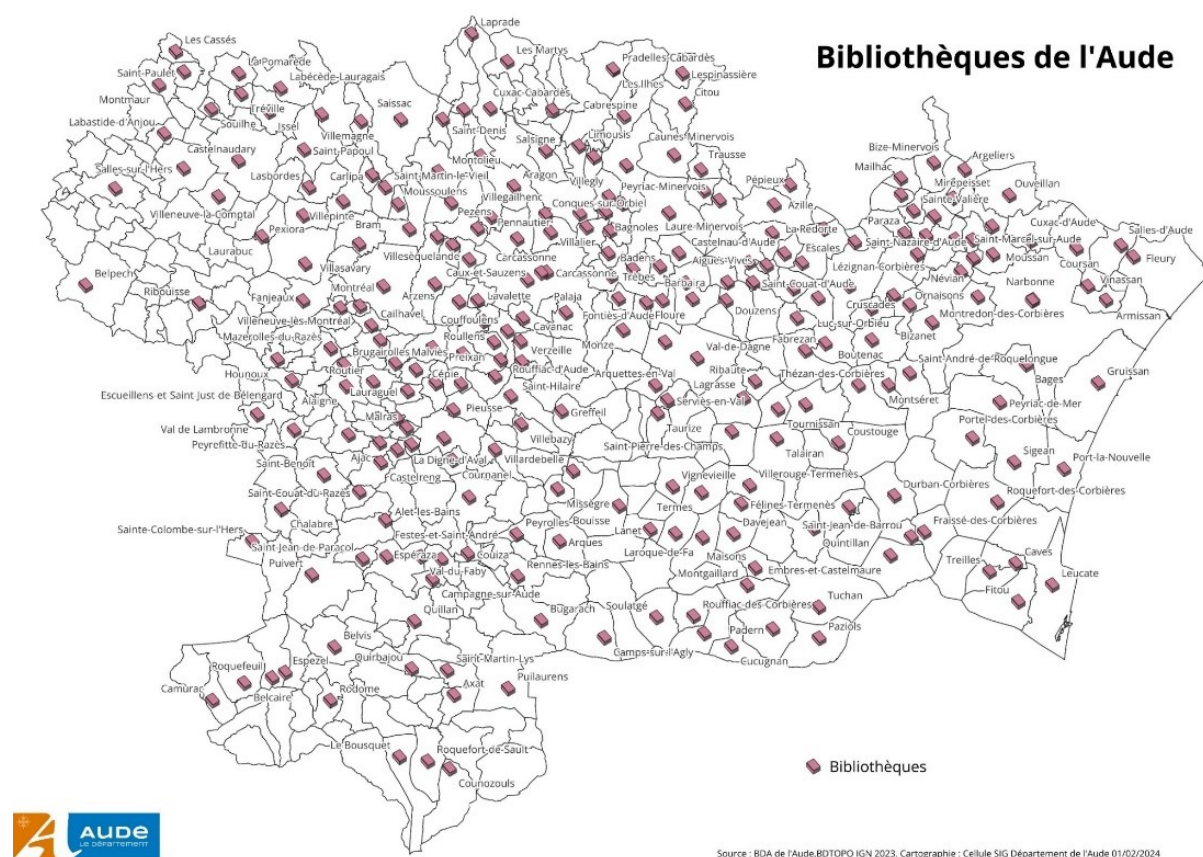 Bibliothèques de l'Aude
Laprade
Les Cassés
Les Martys
Pradelles-Cabardès
La Pomarède
Saint-Paulet
Labécède-Lauragais
Lespinassière
Les Ilhes
Citou
Montmaur
Tréville
Saissac
Cuxac-Cabardès
Cabrespine
Labastide-d'Anjou
Souilhe
Issel
Villemagne
Saint-Denis
Salsigne
Limousis
Caunes-Minervois
Castelnaudary
Saint-Papoul
Montolieu
Trausse
Bize-Minervois
Argeliers
Salles-sur-l'Hers
Lasbordes
Carlipa
Saint-Martin-le-Vieil
Aragon
Villegly
Mailhac
Mirepeisset
Moussoulens
Villegailhenc
Peyriac-Minervois
Pépieux
Sainte-Valière
Ouveillan
Villeneuve-la-Comptal
Villepinte
Pezens
Conques-sur-Orbiel
Azille
Pexiora
Bram
Pennautier
Bagnoles
Laure-Minervois
La Redorte
Paraza
Cuxac-d'Aude
Salles-d'Aude
Laurabuc
Villesèquelande
Villalier
Castelnau-d'Aude
Escales
Saint-Nazaire-d'Aude
Saint-Marcel-sur-Aude
Carcassonne
Badens
Aigues-Vives
Moussan
Coursan
Fleury
Belpech
Villasavary
Caux-et-Sauzens
Carcassonne
Trèbes
Barbaira
Saint-Couat-d'Aude
Lézignan-Corbières
Névian
Narbonne
Vinassan
Ribouisse
Fanjeaux
Montréal
Arzens
Lavalette
Palaja
Fontiès-d'Aude
Floure
Douzens
Cruscades
Ornaisons
Montredon-des-Corbières
Armissan
Villeneuve-lès-Montréal
Cailhavel
Couffoulens
Cavanac
Monze
Luc-sur-Orbieu
Bizanet
Mazerolles-du-Razès
Roullens
Verzeille
Val-de-Dagne
Fabrezan
Brugairolles
Malviès
Preixan
Boutenac
Saint-André-de-Roquelongue
Hounoux
Routier
Cépie
Rouffiac-d'Aude
Arquettes-en-Val
Ribaute
Thézan-des-Corbières
Bages
Gruissan
Escueillens et Saint Just de Bélengard
Alaigne
Lauraguel
Saint-Hilaire
Lagrasse
Montséret
Peyriac-de-Mer
Serviès-en-Val
Val de Lambronne
Malras
Pieusse
Greffeil
Tournissan
Portel-des-Corbières
Peyrefitte-du-Razès
Villebazy
Taurize
Coustouge
Saint-Pierre-des-Champs
Talairan
Sigean
Saint-Benoît
Ajac
La Digne-d'Aval
Villardebelle
Port-la-Nouvelle
Castelreng
Cournanel
Vignevieille
Villerouge-Termenès
Durban-Corbières
Saint-Couat-du-Razès
Missègre
Termes
Félines-Termenès
Roquefort-des-Corbières
Alet-les-Bains
Peyrolles-Bouisse
Sainte-Colombe-sur-l'Hers
Chalabre
Festes-et-Saint-André
Lanet
Davejean
Saint-Jean-de-Barrou
Fraissé-des-Corbières
Saint-Jean-de-Paracol
Arques
Quintillan
Puivert
Espéraza
Couiza
Laroque-de-Fa
Maisons
Treilles
Caves
Val-du-Faby
Rennes-les-Bains
Montgaillard
Embres-et-Castelmaure
Leucate
Campagne-sur-Aude
Fitou
Quillan
Bugarach
Soulatgé
Rouffiac-des-Corbières
Tuchan
Belvis
Padern
Paziols
Camps-sur-l'Agly
Cucugnan
Roquefeuil
Espezel
Quirbajou
Saint-Martin-Lys
Camurac
Belcaire
Rodome
Axat
Puilaurens
Le Bousquet
Roquefort-de-Sault
Counozouls
Bibliothèques
AUDE
LE DÉPARTEMENT
Source : BDA de l'Aude,BDTOPO IGN 2023. Cartographie : Cellule SIG Département de l'Aude 01/02/2024